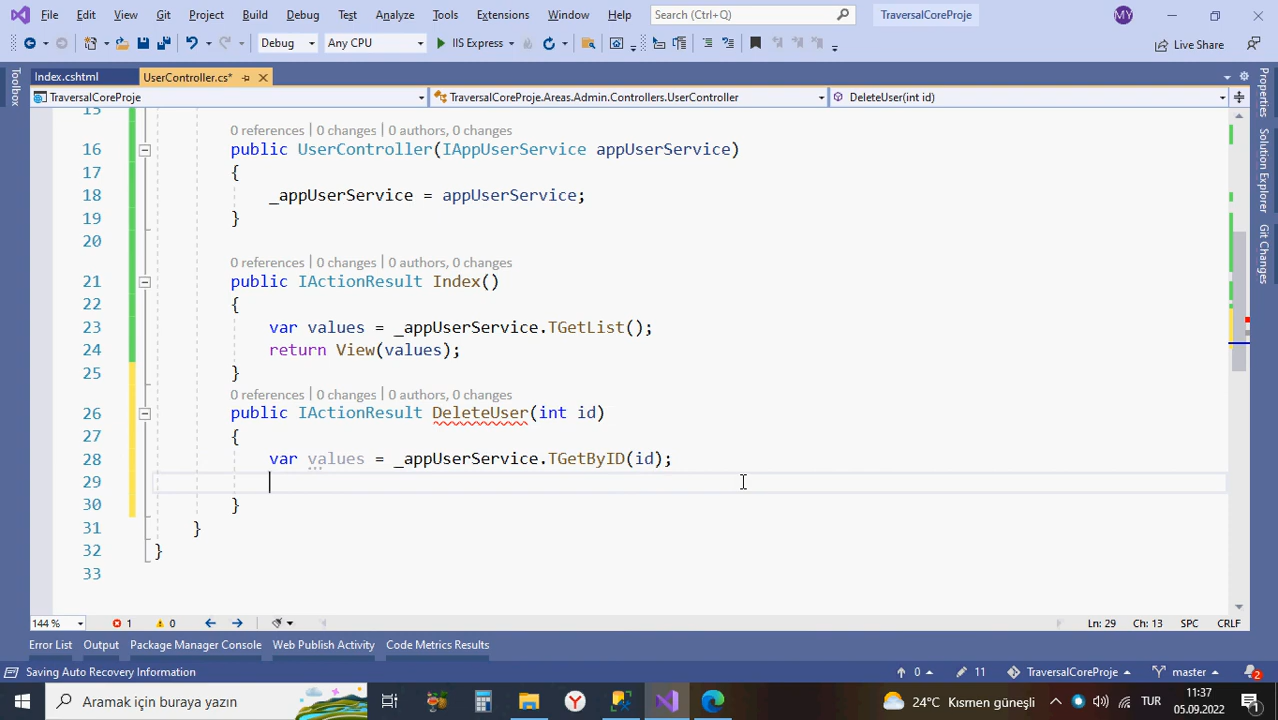 File Edit View Git Project Build Debug Test Analyze Tools Extensions Window Help Search (Ctrl+Q) TraversalCoreProje MY
Debug Any CPU IIS Express Live Share
Toolbox
Index.cshtml UserController.cs*
TraversalCoreProje TraversalCoreProje.Areas.Admin.Controllers.UserController DeleteUser(int id)
15
0 references | 0 changes | 0 authors, 0 changes
16 public UserController(IAppUserService appUserService)
17 {
18 _appUserService = appUserService;
19 }
20
0 references | 0 changes | 0 authors, 0 changes
21 public IActionResult Index()
22 {
23 var values = _appUserService.TGetList();
24 return View(values);
25 }
0 references | 0 changes | 0 authors, 0 changes
26 public IActionResult DeleteUser(int id)
27 {
28 var values = _appUserService.TGetByID(id);
29
30 }
31 }
32 }
33
Properties
Solution Explorer
Git Changes
144 % 1 0 Ln: 29 Ch: 13 SPC CRLF
Error List Output Package Manager Console Web Publish Activity Code Metrics Results
Saving Auto Recovery Information 0 11 TraversalCoreProje master 2
Aramak için buraya yazın 24°C Kısmen güneşli TUR 11:37
05.09.2022 1